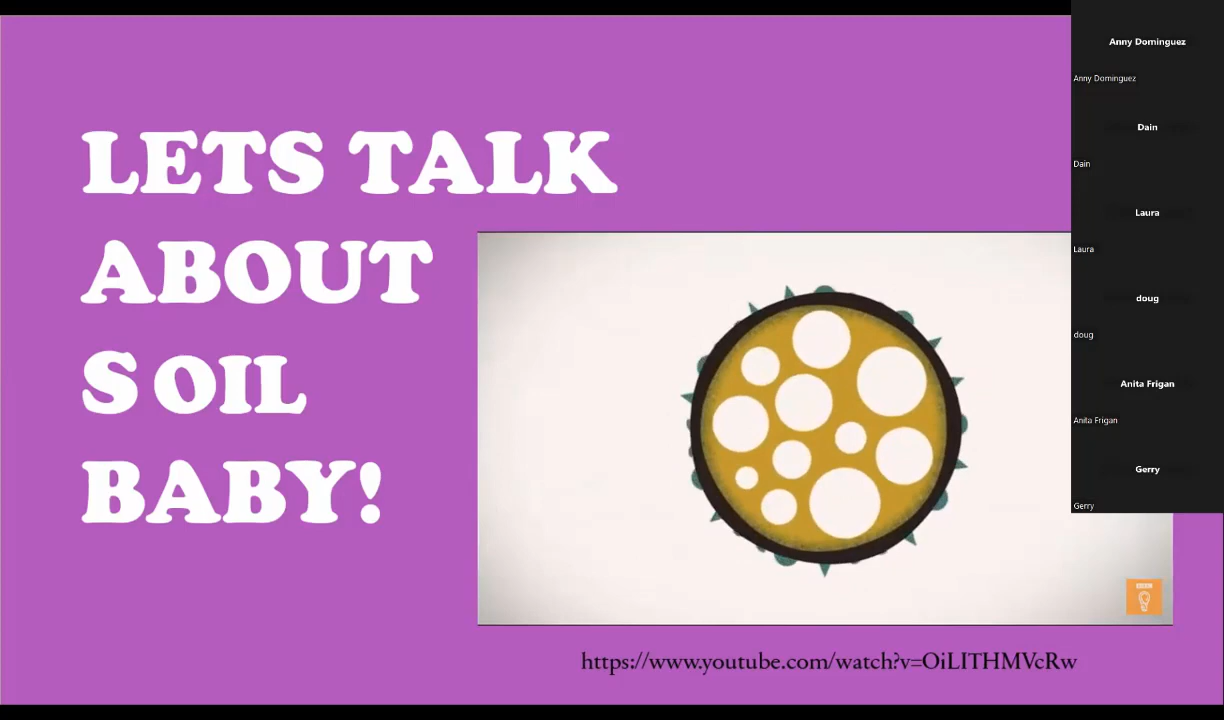 LETS TALK
ABOUT
SOIL
BABY!
https://www.youtube.com/watch?v=OiLITHMVcRw
Anny Dominguez
Anny Dominguez
Dain
Dain
Laura
Laura
doug
doug
Anita Frigan
Anita Frigan
Gerry
Gerry